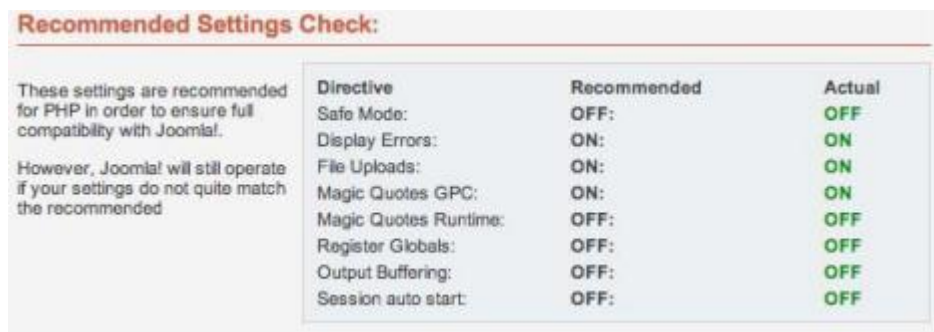 Recommended Settings Check:
These settings are recommended
for PHP in order to ensure full
compatibility with Joomla!.
However, Joomla! will still operate
if your settings do not quite match
the recommended
Directive Recommended Actual
Safe Mode: OFF: OFF
Display Errors: ON: ON
File Uploads: ON: ON
Magic Quotes GPC: ON: ON
Magic Quotes Runtime: OFF: OFF
Register Globals: OFF: OFF
Output Buffering: OFF: OFF
Session auto start: OFF: OFF